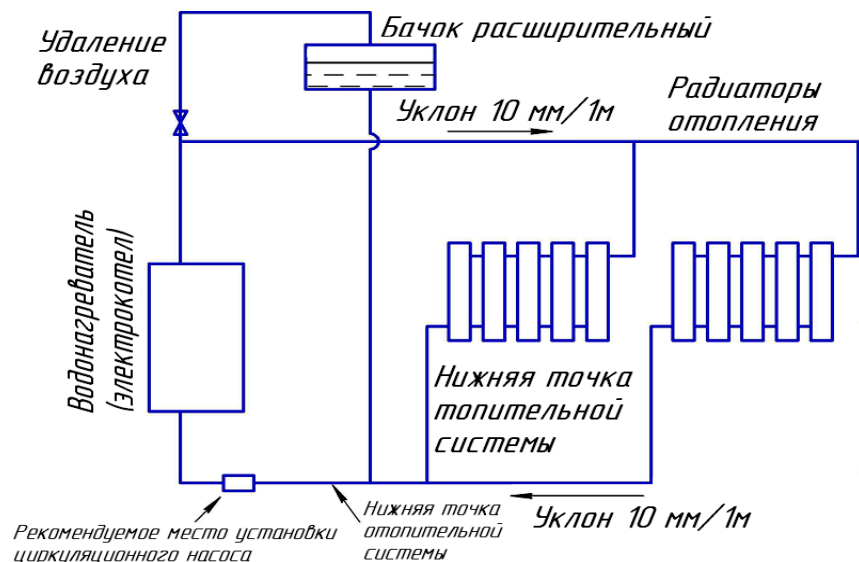 Удаление
воздуха
Бачок расширительный
Уклон 10 мм/1м
Радиаторы
отопления
Водонагреватель
(электрокотел)
Нижняя точка
топительной
системы
Рекомендуемое место установки
циркуляционного насоса
Нижняя точка
отопительной
системы
Уклон 10 мм/1м